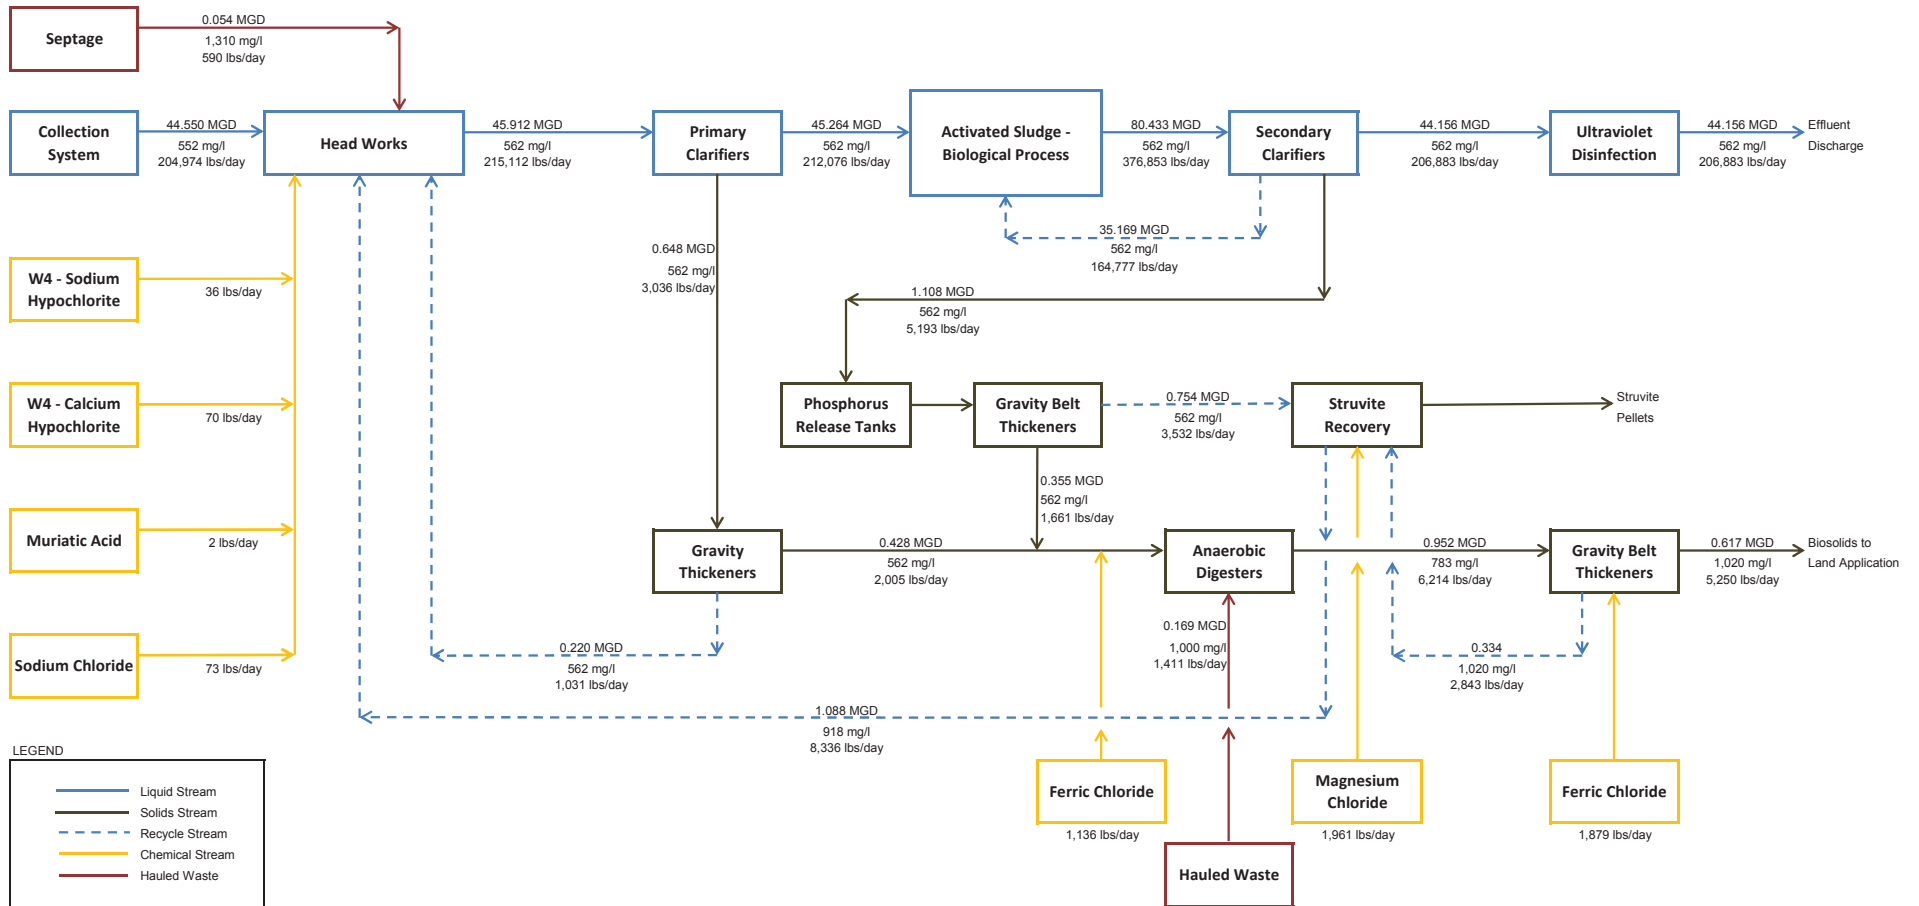 Septage
0.054 MGD
1,310 mg/l
590 lbs/day
Collection
System
44.550 MGD
552 mg/l
204,974 lbs/day
Head Works
45.912 MGD
562 mg/l
215,112 lbs/day
Primary
Clarifiers
45.264 MGD
562 mg/l
212,076 lbs/day
Activated Sludge -
Biological Process
80.433 MGD
562 mg/l
376,853 lbs/day
Secondary
Clarifiers
44.156 MGD
562 mg/l
206,883 lbs/day
Ultraviolet
Disinfection
44.156 MGD
562 mg/l
206,883 lbs/day
Effluent
Discharge
35.169 MGD
562 mg/l
164,777 lbs/day
0.648 MGD
562 mg/l
3,036 lbs/day
W4 - Sodium
Hypochlorite
36 lbs/day
1.108 MGD
562 mg/l
5,193 lbs/day
W4 - Calcium
Hypochlorite
70 lbs/day
Phosphorus
Release Tanks
Gravity Belt
Thickeners
0.754 MGD
562 mg/l
3,532 lbs/day
Struvite
Recovery
Struvite
Pellets
0.355 MGD
562 mg/l
1,661 lbs/day
Muriatic Acid
2 lbs/day
Gravity
Thickeners
0.428 MGD
562 mg/l
2,005 lbs/day
Anaerobic
Digesters
0.952 MGD
783 mg/l
6,214 lbs/day
Gravity Belt
Thickeners
0.617 MGD
1,020 mg/l
5,250 lbs/day
Biosolids to
Land Application
Sodium Chloride
73 lbs/day
0.220 MGD
562 mg/l
1,031 lbs/day
0.169 MGD
1,000 mg/l
1,411 lbs/day
0.334
1,020 mg/l
2,843 lbs/day
1.088 MGD
918 mg/l
8,336 lbs/day
LEGEND
Liquid Stream
Solids Stream
Recycle Stream
Chemical Stream
Hauled Waste
Ferric Chloride
1,136 lbs/day
Magnesium
Chloride
1,961 lbs/day
Ferric Chloride
1,879 lbs/day
Hauled Waste